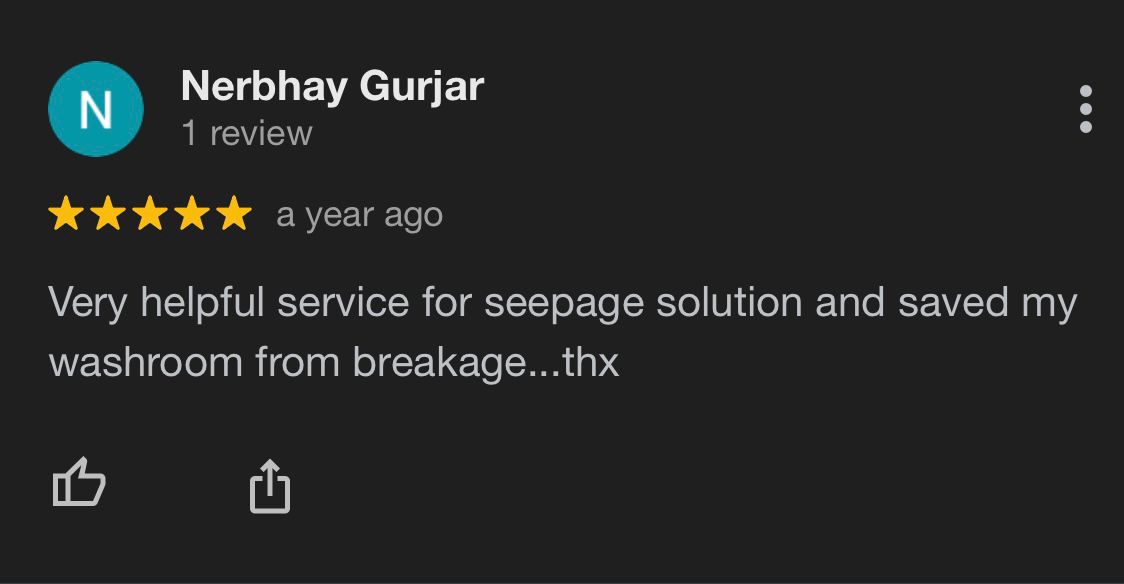 N
Nerbhay Gurjar
1 review
a year ago
Very helpful service for seepage solution and saved my
washroom from breakage...thx